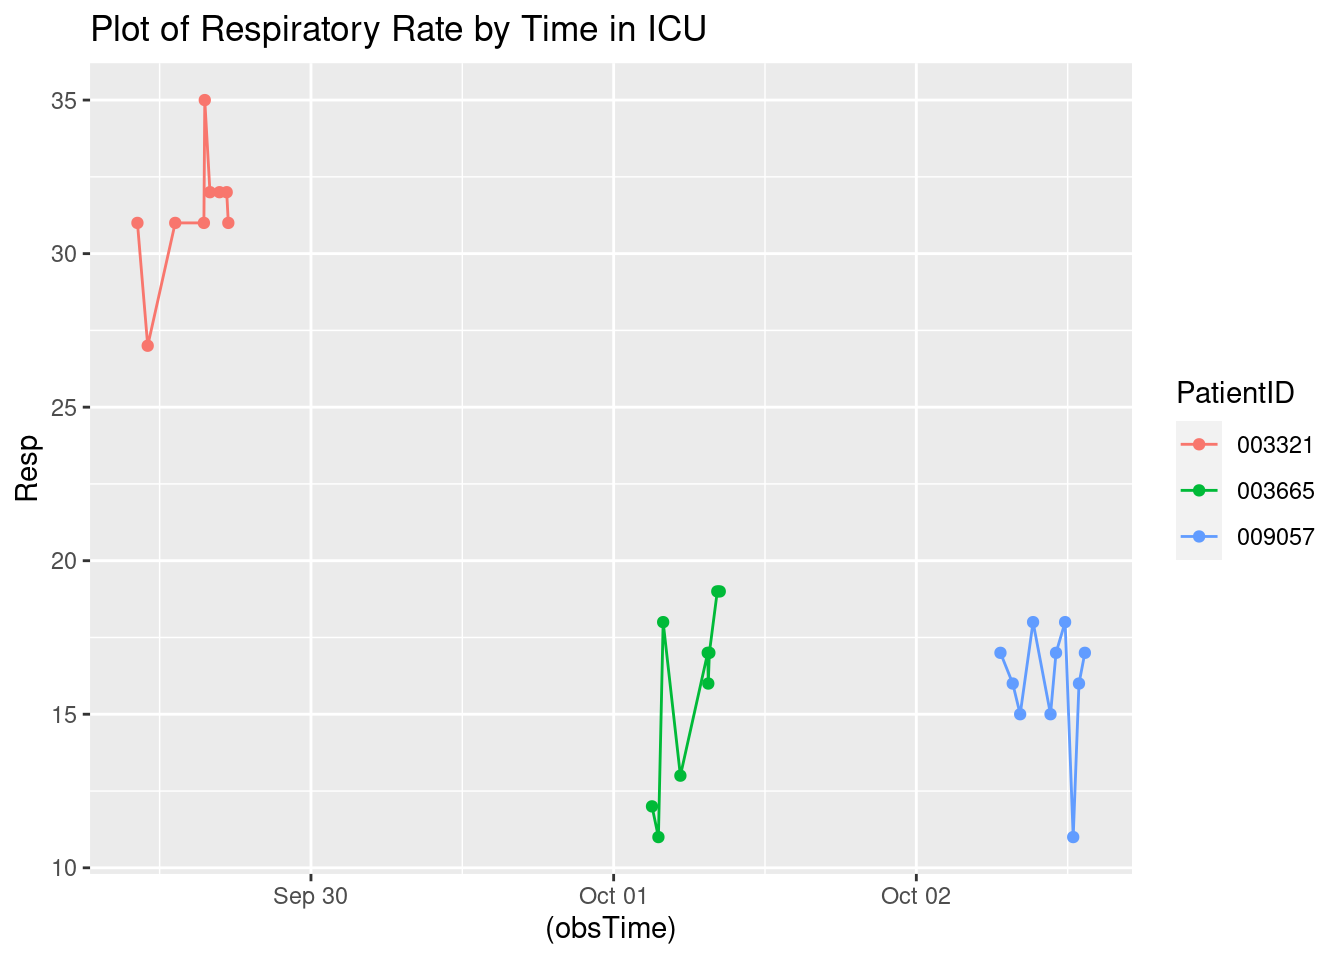 Plot of Respiratory Rate by Time in ICU
35
30
25
20
15
10
Resp
Sep 30
Oct 01
Oct 02
(obsTime)
PatientID
003321
003665
009057